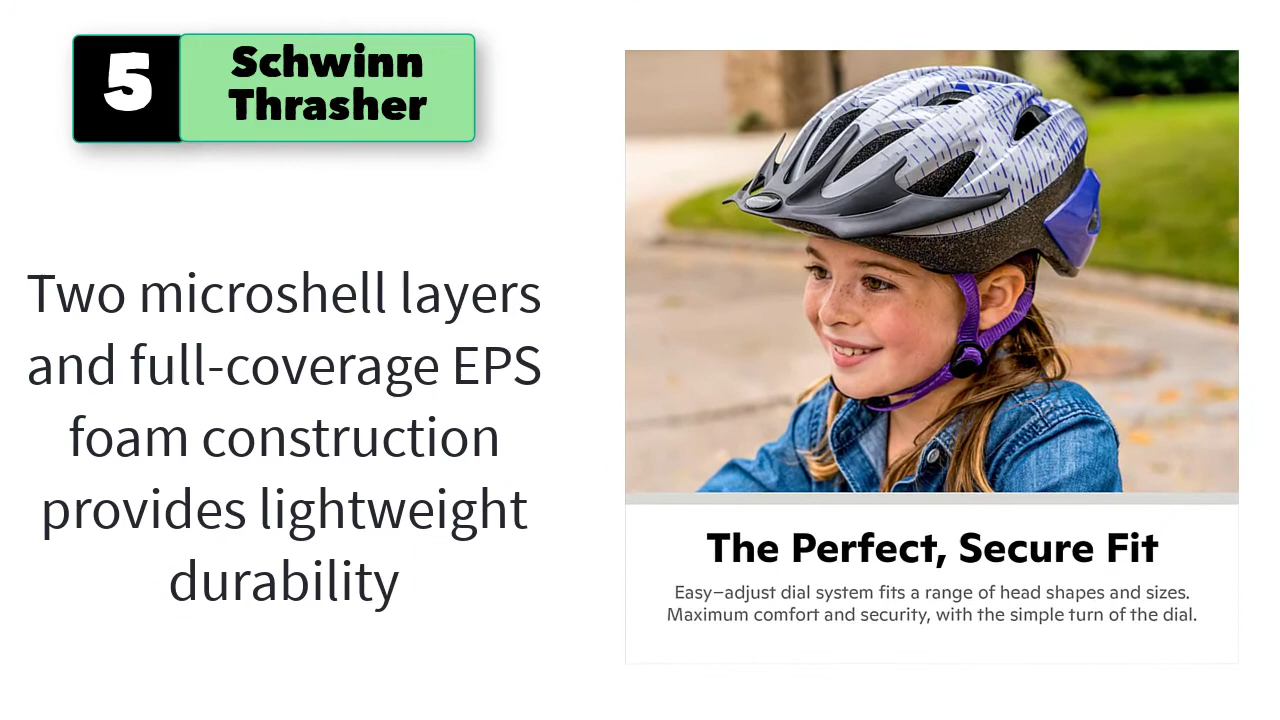 5
Schwinn
Thrasher
Two microshell layers
and full-coverage EPS
foam construction
provides lightweight
durability
The Perfect, Secure Fit
Easy–adjust dial system fits a range of head shapes and sizes.
Maximum comfort and security, with the simple turn of the dial.